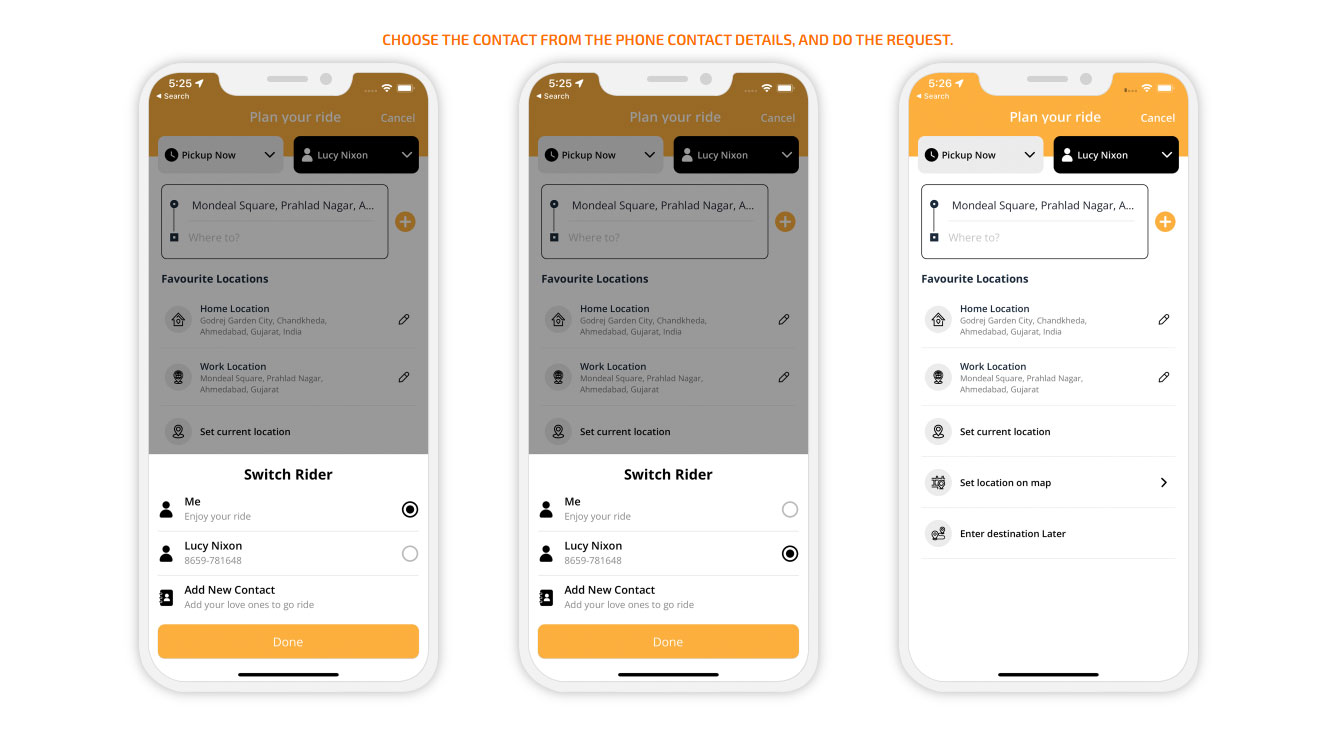 CHOOSE THE CONTACT FROM THE PHONE CONTACT DETAILS, AND DO THE REQUEST.
5:25
Search
Plan your ride
Cancel
Pickup Now
Lucy Nixon
Mondeal Square, Prahlad Nagar, A...
Where to?
Favourite Locations
Home Location
Godrej Garden City, Chandkheda,
Ahmedabad, Gujarat, India
Work Location
Mondeal Square, Prahlad Nagar,
Ahmedabad, Gujarat
Set current location
Switch Rider
Me
Enjoy your ride
Lucy Nixon
8659-781648
Add New Contact
Add your love ones to go ride
Done
5:25
Search
Plan your ride
Cancel
Pickup Now
Lucy Nixon
Mondeal Square, Prahlad Nagar, A...
Where to?
Favourite Locations
Home Location
Godrej Garden City, Chandkheda,
Ahmedabad, Gujarat, India
Work Location
Mondeal Square, Prahlad Nagar,
Ahmedabad, Gujarat
Set current location
Switch Rider
Me
Enjoy your ride
Lucy Nixon
8659-781648
Add New Contact
Add your love ones to go ride
Done
5:26
Search
Plan your ride
Cancel
Pickup Now
Lucy Nixon
Mondeal Square, Prahlad Nagar, A...
Where to?
Favourite Locations
Home Location
Godrej Garden City, Chandkheda,
Ahmedabad, Gujarat, India
Work Location
Mondeal Square, Prahlad Nagar,
Ahmedabad, Gujarat
Set current location
Set location on map
Enter destination Later